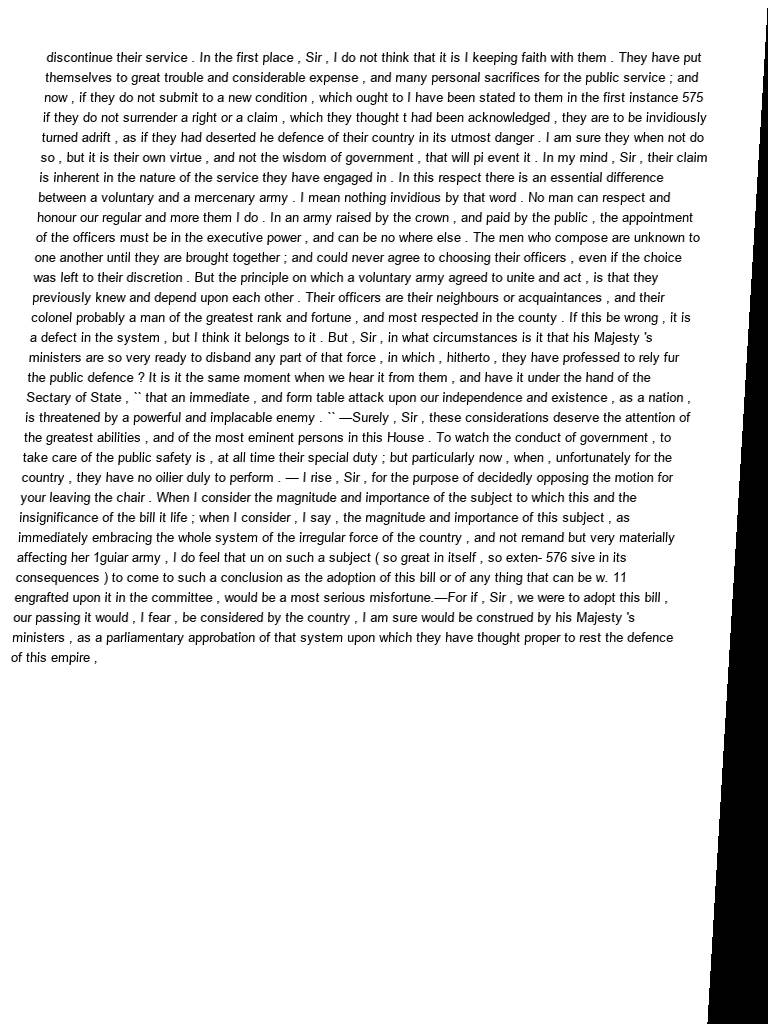 discontinue their service . In the first place , Sir , I do not think that it is I keeping faith with them . They have put
themselves to great trouble and considerable expense , and many personal sacrifices for the public service ; and
now , if they do not submit to a new condition , which ought to I have been stated to them in the first instance 575
if they do not surrender a right or a claim , which they thought t had been acknowledged , they are to be invidiously
turned adrift , as if they had deserted he defence of their country in its utmost danger . I am sure they when not do
so , but it is their own virtue , and not the wisdom of government , that will pi event it . In my mind , Sir , their claim
is inherent in the nature of the service they have engaged in . In this respect there is an essential difference
between a voluntary and a mercenary army . I mean nothing invidious by that word . No man can respect and
honour our regular and more them I do . In an army raised by the crown , and paid by the public , the appointment
of the officers must be in the executive power , and can be no where else . The men who compose are unknown to
one another until they are brought together ; and could never agree to choosing their officers , even if the choice
was left to their discretion . But the principle on which a voluntary army agreed to unite and act , is that they
previously knew and depend upon each other . Their officers are their neighbours or acquaintances , and their
colonel probably a man of the greatest rank and fortune , and most respected in the county . If this be wrong , it is
a defect in the system , but I think it belongs to it . But , Sir , in what circumstances is it that his Majesty 's
ministers are so very ready to disband any part of that force , in which , hitherto , they have professed to rely fur
the public defence ? It is it the same moment when we hear it from them , and have it under the hand of the
Sectary of State , `` that an immediate , and form table attack upon our independence and existence , as a nation ,
is threatened by a powerful and implacable enemy . `` —Surely , Sir , these considerations deserve the attention of
the greatest abilities , and of the most eminent persons in this House . To watch the conduct of government , to
take care of the public safety is , at all time their special duty ; but particularly now , when , unfortunately for the
country , they have no oilier duly to perform . — I rise , Sir , for the purpose of decidedly opposing the motion for
your leaving the chair . When I consider the magnitude and importance of the subject to which this and the
insignificance of the bill it life ; when I consider , I say , the magnitude and importance of this subject , as
immediately embracing the whole system of the irregular force of the country , and not remand but very materially
affecting her 1guiar army , I do feel that un on such a subject ( so great in itself , so exten- 576 sive in its
consequences ) to come to such a conclusion as the adoption of this bill or of any thing that can be w. 11
engrafted upon it in the committee , would be a most serious misfortune.—For if , Sir , we were to adopt this bill ,
our passing it would , I fear , be considered by the country , I am sure would be construed by his Majesty 's
ministers , as a parliamentary approbation of that system upon which they have thought proper to rest the defence
of this empire ,